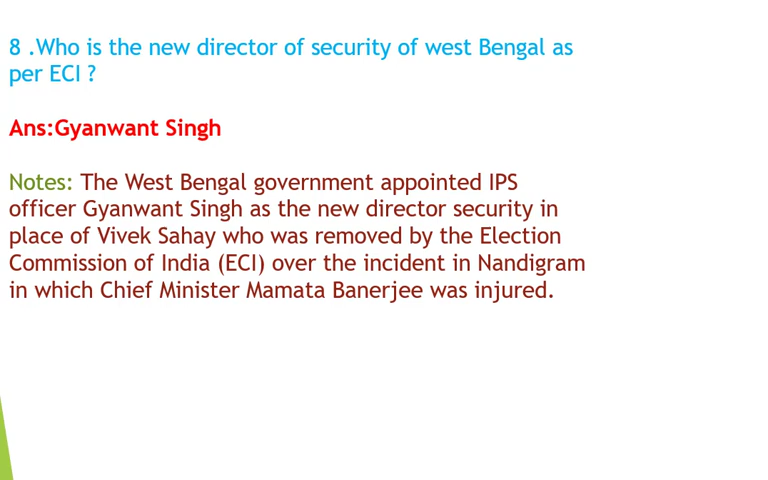 8 .Who is the new director of security of west Bengal as
per ECI ?
Ans:Gyanwant Singh
Notes: The West Bengal government appointed IPS
officer Gyanwant Singh as the new director security in
place of Vivek Sahay who was removed by the Election
Commission of India (ECI) over the incident in Nandigram
in which Chief Minister Mamata Banerjee was injured.